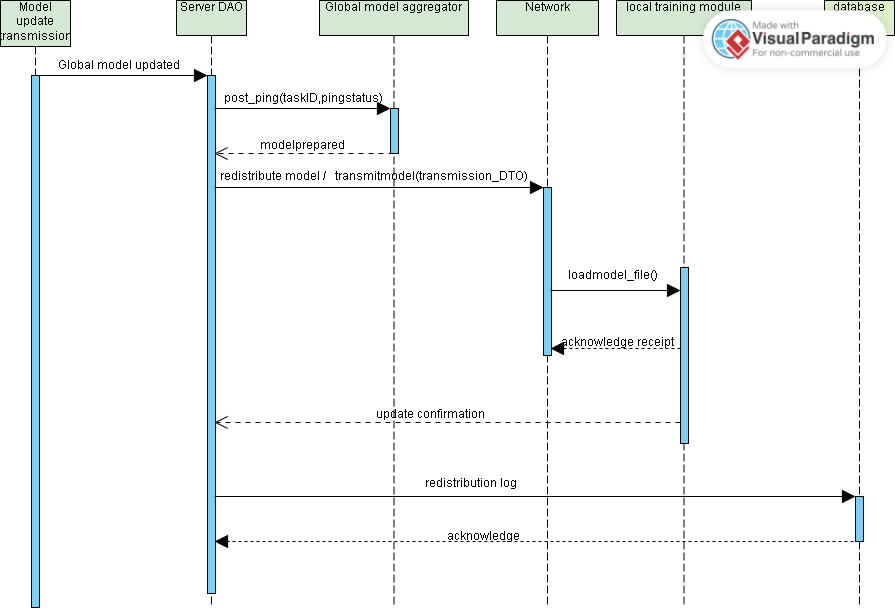 Model
update
transmission
Server DAO
Global model aggregator
Network
local training module
database
Made with
VisualParadigm
For non-commercial use
Global model updated
post_ping(taskID,pingstatus)
modelprepared
redistribute model / transmitmodel(transmission_DTO)
loadmodel_file()
acknowledge receipt
update confirmation
redistribution log
acknowledge